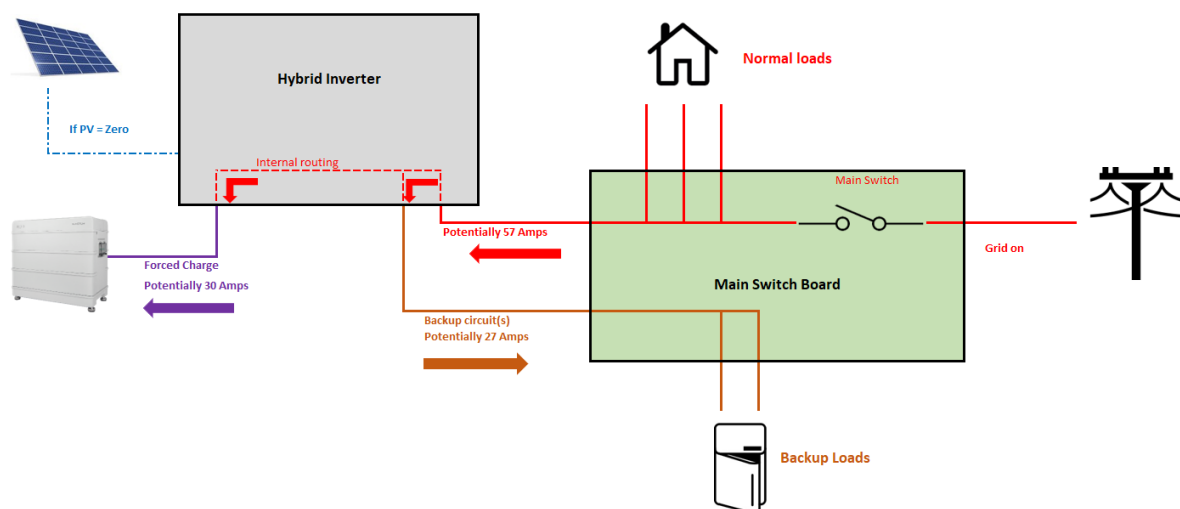 Hybrid Inverter
Normal loads
If PV = Zero
Internal routing
Main Switch
Potentially 57 Amps
Grid on
Forced Charge
Potentially 30 Amps
Main Switch Board
Backup circuit(s)
Potentially 27 Amps
Backup Loads